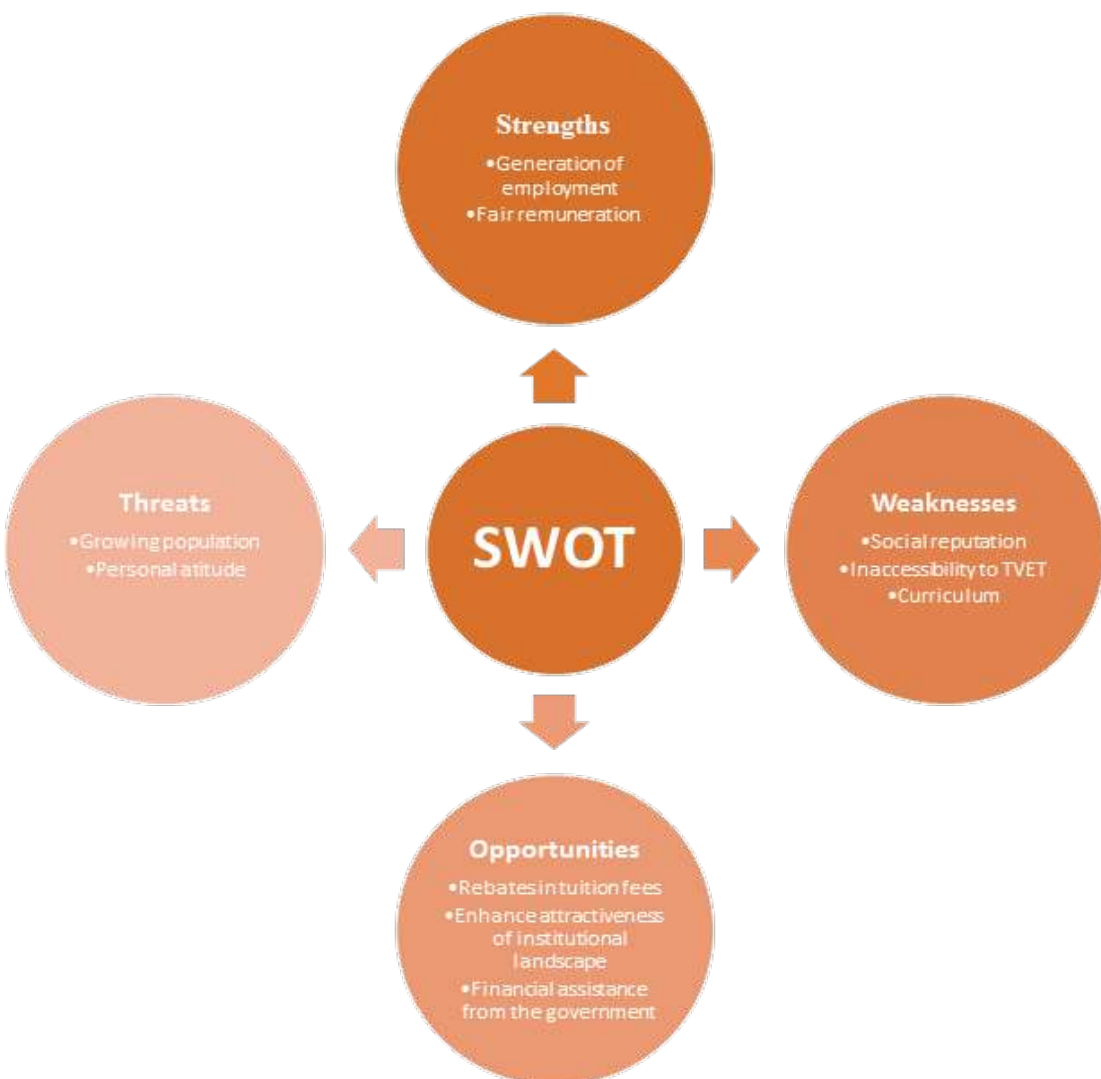 Strengths
•Generation of
employment
•Fair remuneration
Threats
•Growing population
•Personal atitude
SWOT
Weaknesses
•Social reputation
•Inaccessibility to TVET
•Curriculum
Opportunities
•Rebates in tuition fees
•Enhance attractiveness
of institutional
landscape
•Financial assistance
from the government